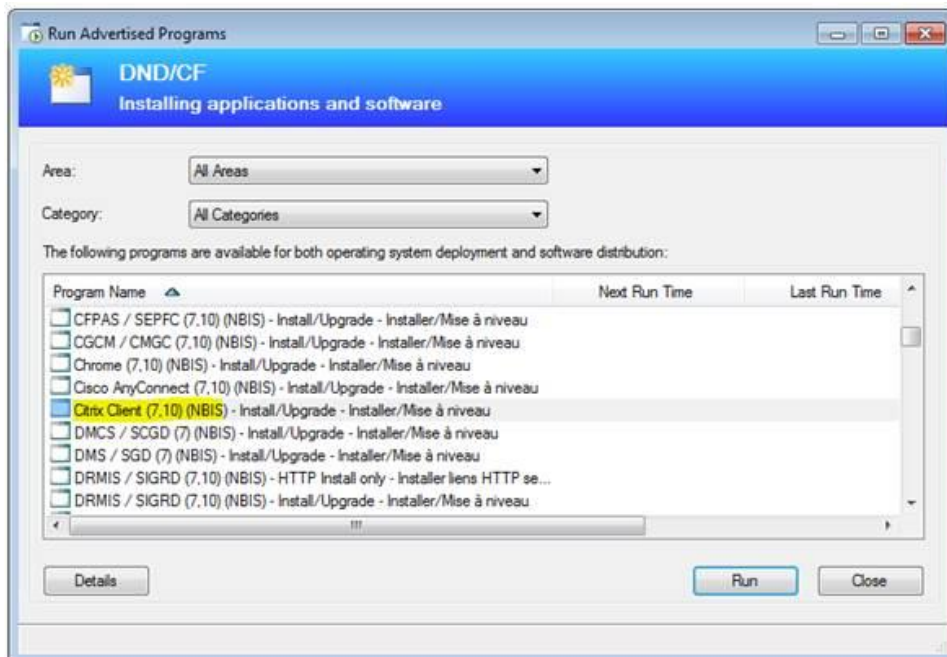 Run Advertised Programs
DND/CF
Installing applications and software
Area:
All Areas
Category:
All Categories
The following programs are available for both operating system deployment and software distribution:
Program Name Next Run Time Last Run Time
CFPAS / SEPFC (7,10) (NBIS) - Install/Upgrade - Installer/Mise à niveau
CGCM / CMGC (7,10) (NBIS) - Install/Upgrade - Installer/Mise à niveau
Chrome (7,10) (NBIS) - Install/Upgrade - Installer/Mise à niveau
Cisco AnyConnect (7,10) (NBIS) - Install/Upgrade - Installer/Mise à niveau
Citrix Client (7,10) (NBIS) - Install/Upgrade - Installer/Mise à niveau
DMCS / SCGD (7) (NBIS) - Install/Upgrade - Installer/Mise à niveau
DMS / SGD (7) (NBIS) - Install/Upgrade - Installer/Mise à niveau
DRMIS / SIGRD (7,10) (NBIS) - HTTP Install only - Installer liens HTTP se...
DRMIS / SIGRD (7,10) (NBIS) - Install/Upgrade - Installer/Mise à niveau
Details Run Close